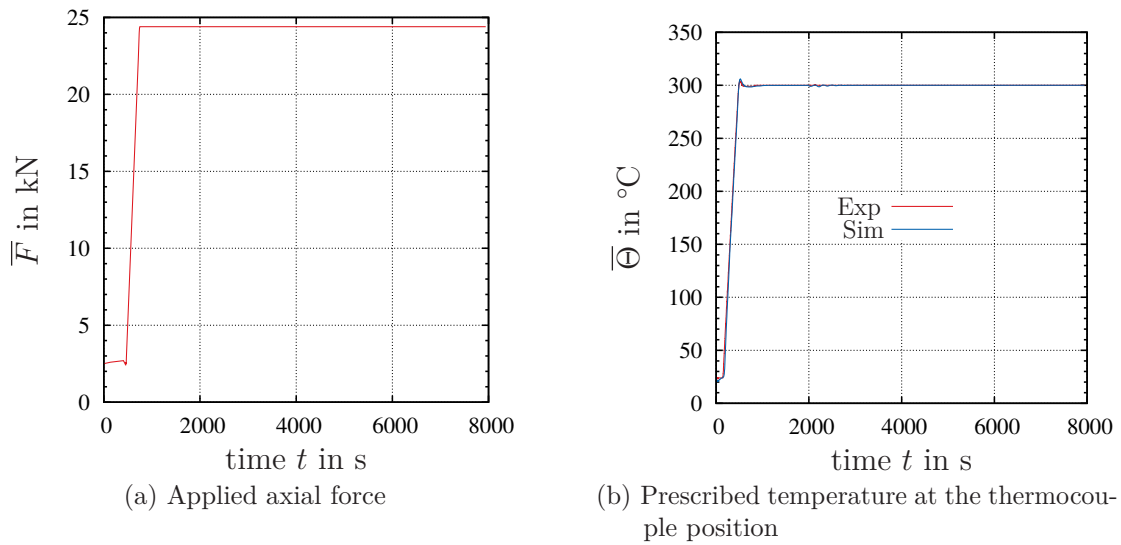 25
20
15
10
5
0
F in kN
0 2000 4000 6000 8000
time t in s
(a) Applied axial force
350
300
250
200
150
100
50
0
Θ in °C
Exp
Sim
0 2000 4000 6000 8000
time t in s
(b) Prescribed temperature at the thermocou-
ple position